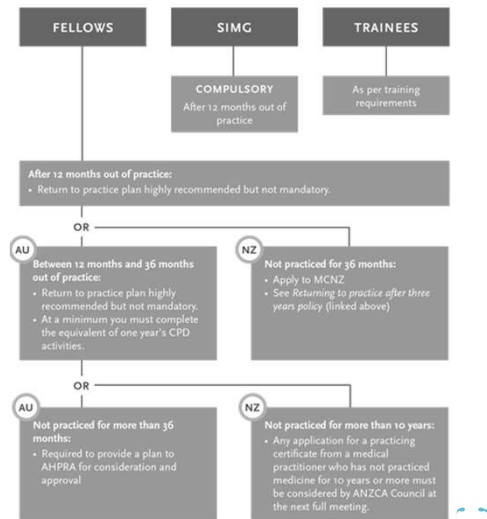 FELLOWS
SIMG
TRAINEES
COMPULSORY
After 12 months out of
practice
As per training
requirements
After 12 months out of practice:
• Return to practice plan highly recommended but not mandatory.
OR
AU
Between 12 months and 36 months
out of practice:
• Return to practice plan highly
recommended but not mandatory.
• At a minimum you must complete
the equivalent of one year's CPD
activities.
NZ
Not practiced for 36 months:
• Apply to MCNZ
• See Returning to practice after three
years policy (linked above)
OR
AU
Not practiced for more than 36
months:
• Required to provide a plan to
AHPRA for consideration and
approval
NZ
Not practiced for more than 10 years:
• Any application for a practicing
certificate from a medical
practitioner who has not practiced
medicine for 10 years or more must
be considered by ANZCA Council at
the next full meeting.